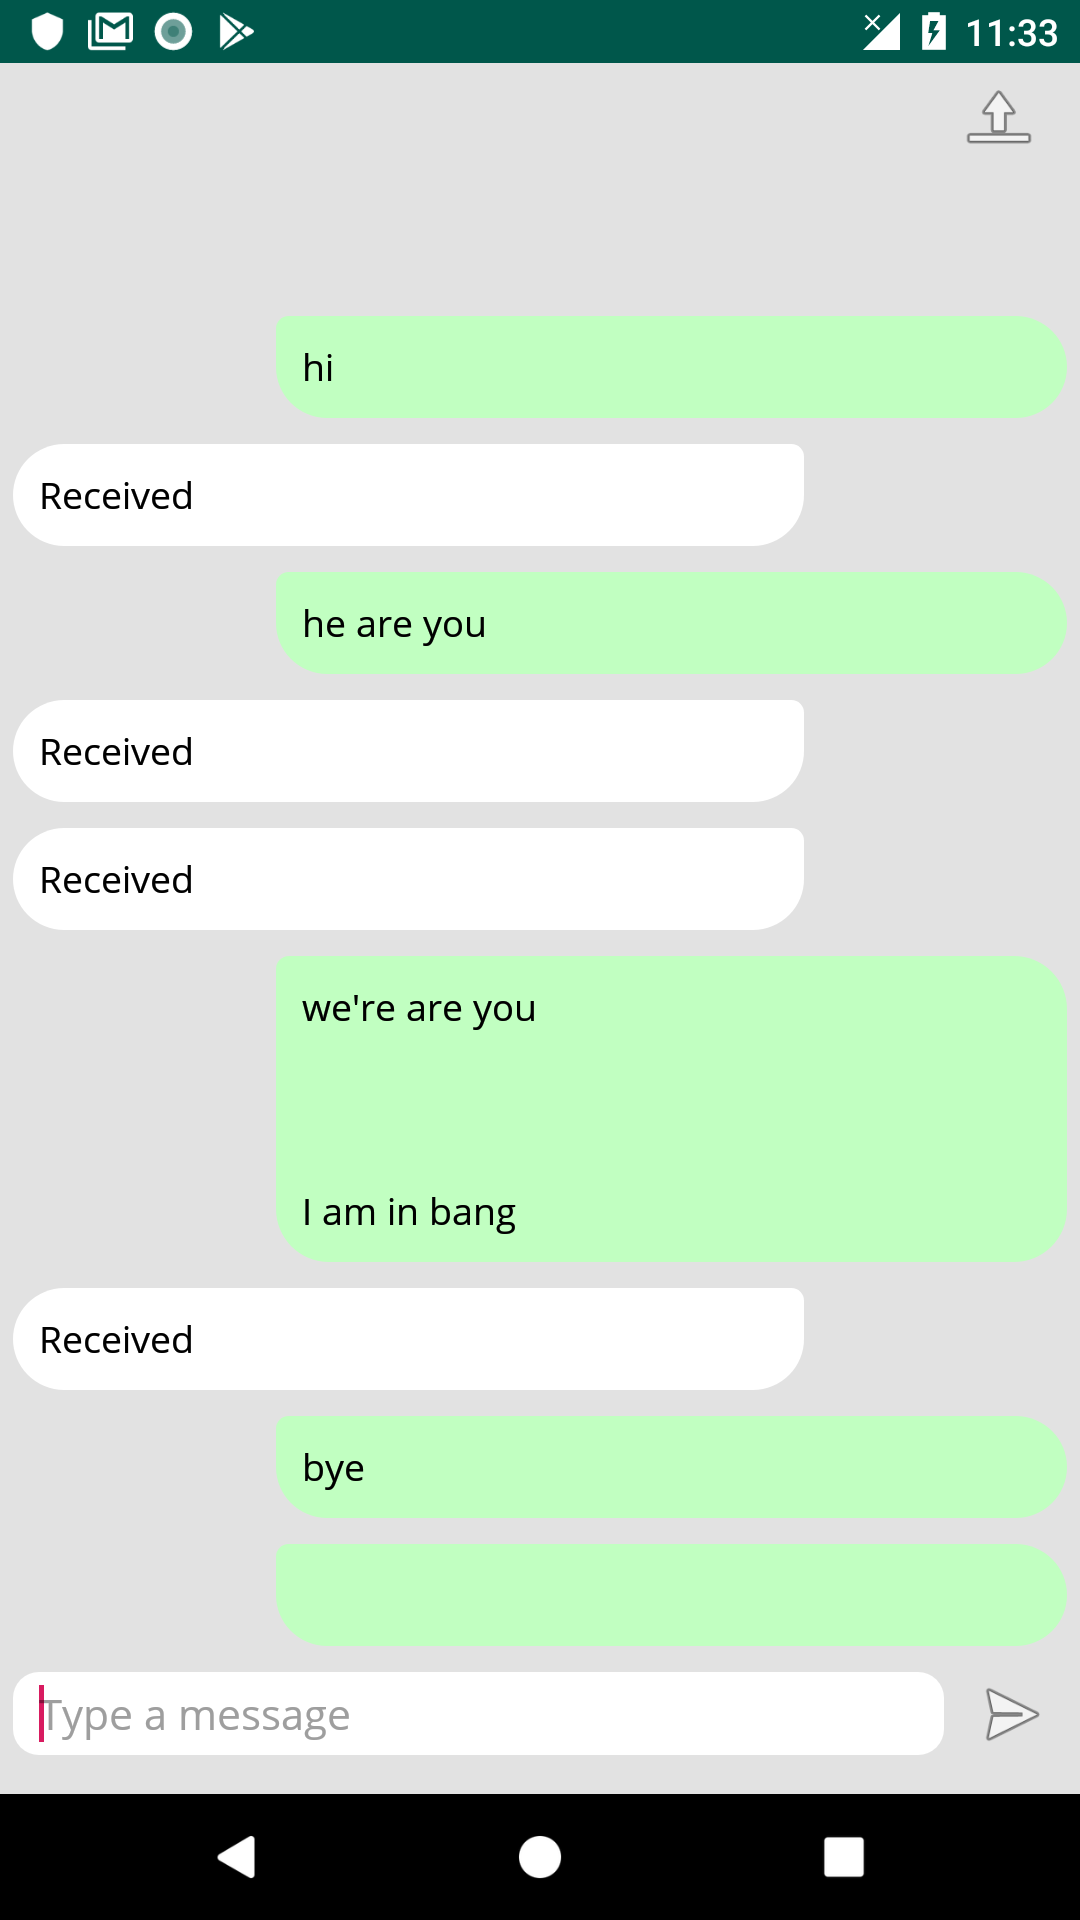 11:33
hi
Received
he are you
Received
Received
we're are you
I am in bang
Received
bye
Type a message